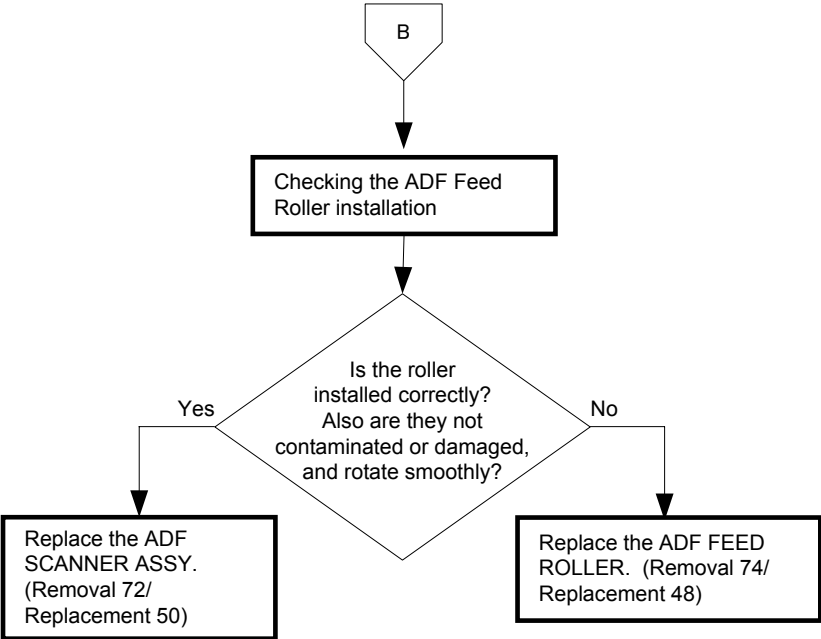 B
Checking the ADF Feed
Roller installation
Is the roller
installed correctly?
Also are they not
contaminated or damaged,
and rotate smoothly?
Yes
No
Replace the ADF
SCANNER ASSY.
(Removal 72/
Replacement 50)
Replace the ADF FEED
ROLLER.  (Removal 74/
Replacement 48)